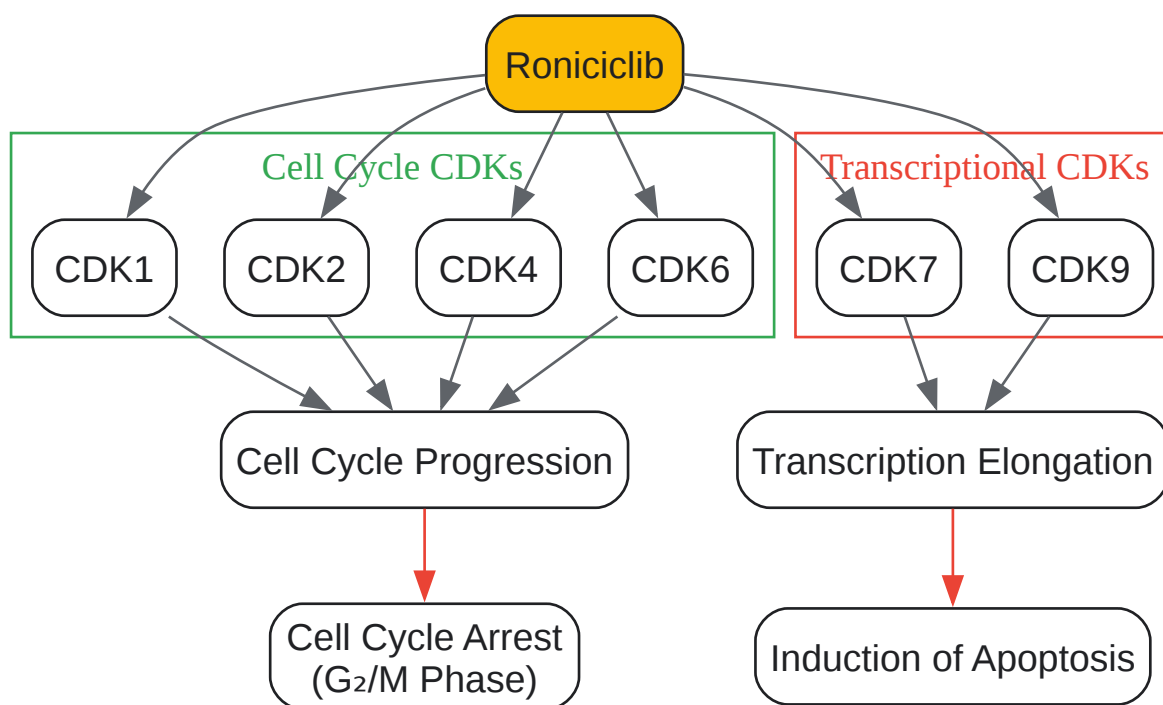 Roniciclib
Cell Cycle CDKs
Transcriptional CDKs
CDK1
CDK2
CDK4
CDK6
CDK7
CDK9
Cell Cycle Progression
Transcription Elongation
Cell Cycle Arrest
(G₂/M Phase)
Induction of Apoptosis